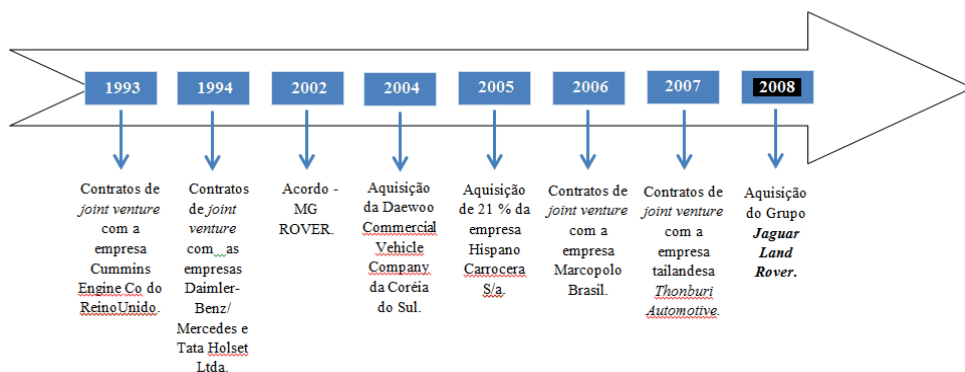 1993
1994
2002
2004
2005
2006
2007
2008
Contratos de
joint venture
com a
empresa
Cummins
Engine Co do
ReinoUnido.
Contratos
de joint
venture
com as
empresas
Daimler-
Benz/
Mercedes e
Tata Holset
Ltda.
Acordo -
MG
ROVER.
Aquisição
da Daewoo
Commercial
Vehicle
Company
da Coréia
do Sul.
Aquisição
de 21 % da
empresa
Hispano
Carrocera
S/a.
Contratos de
joint venture
com a
empresa
Marcopolo
Brasil.
Contratos de
joint venture
com a
empresa
tailandesa
Thonburi
Automotive.
Aquisição
do Grupo
Jaguar
Land
Rover.